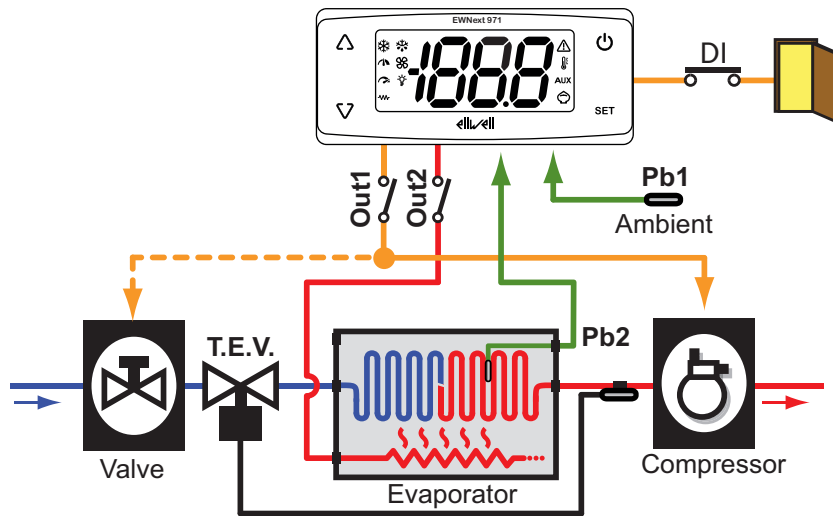 EWNext 971
188.8
AUX
SET
eliwell
DI
Out1
Out2
Pb1
Ambient
T.E.V.
Pb2
Valve
Evaporator
Compressor